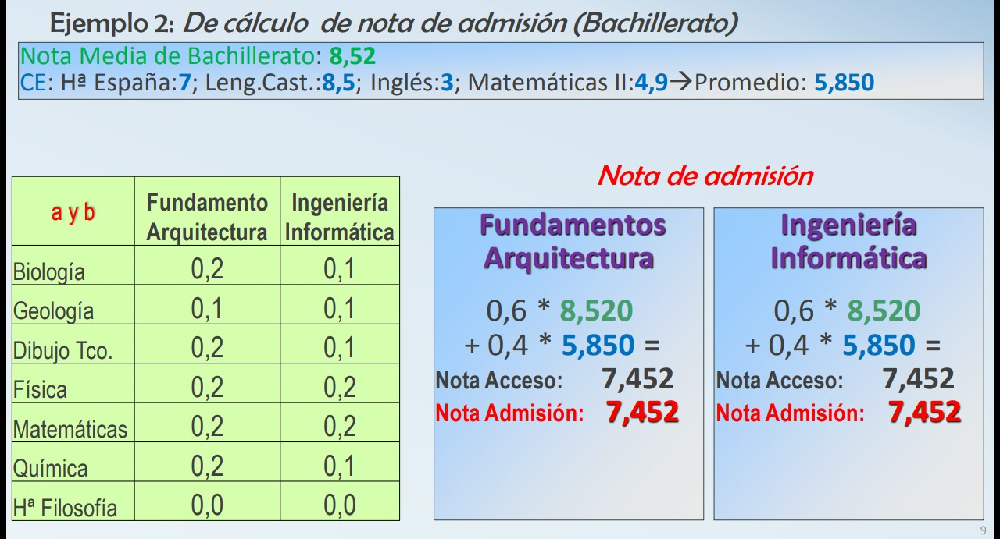 Ejemplo 2: De cálculo de nota de admisión (Bachillerato)
Nota Media de Bachillerato: 8,52
CE: Hª España:7; Leng.Cast.:8,5; Inglés:3; Matemáticas II:4,9→Promedio: 5,850
a y b
Fundamento
Arquitectura
Ingeniería
Informática
Biología 0,2 0,1
Geología 0,1 0,1
Dibujo Tco. 0,2 0,1
Física 0,2 0,2
Matemáticas 0,2 0,2
Química 0,2 0,1
Hª Filosofía 0,0 0,0
Nota de admisión
Fundamentos
Arquitectura
0,6 * 8,520
+ 0,4 * 5,850 =
Nota Acceso: 7,452
Nota Admisión: 7,452
Ingeniería
Informática
0,6 * 8,520
+ 0,4 * 5,850 =
Nota Acceso: 7,452
Nota Admisión: 7,452
9